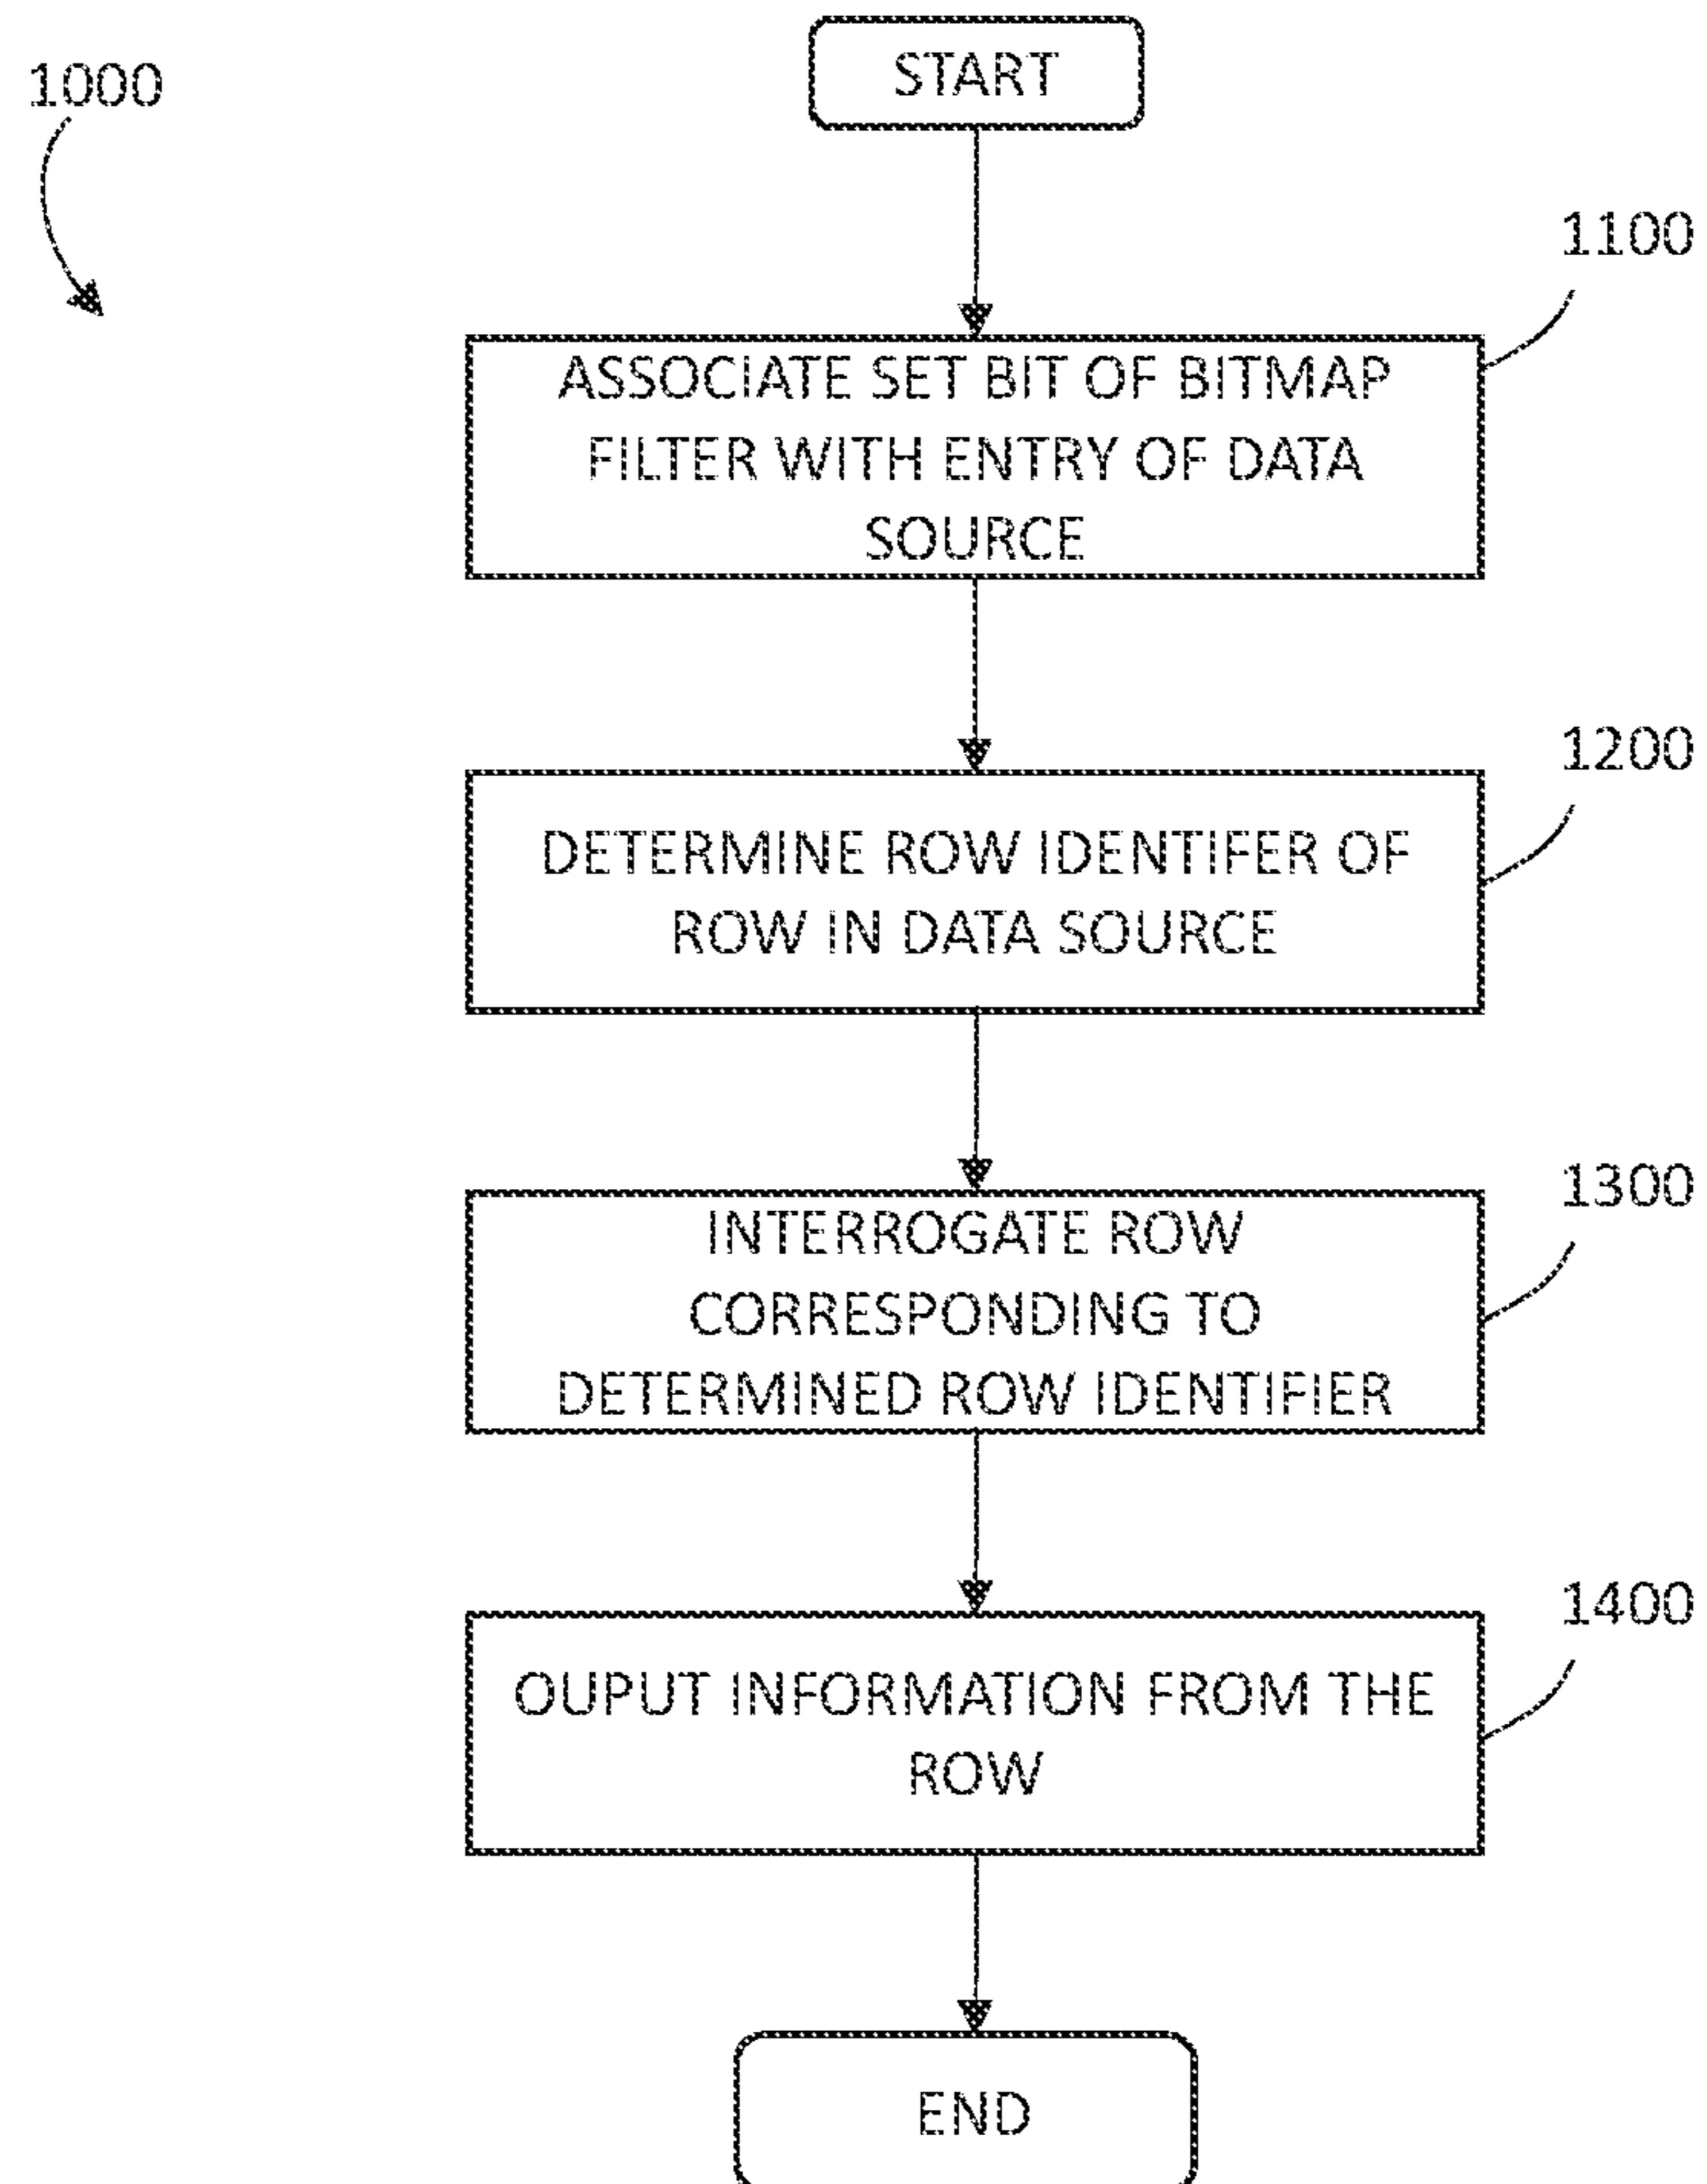 1000
START
1100
ASSOCIATE SET BIT OF BITMAP
FILTER WITH ENTRY OF DATA
SOURCE
1200
DETERMINE ROW IDENTIFER OF
ROW IN DATA SOURCE
1300
INTERROGATE ROW
CORRESPONDING TO
DETERMINED ROW IDENTIFIER
1400
OUPUT INFORMATION FROM THE
ROW
END